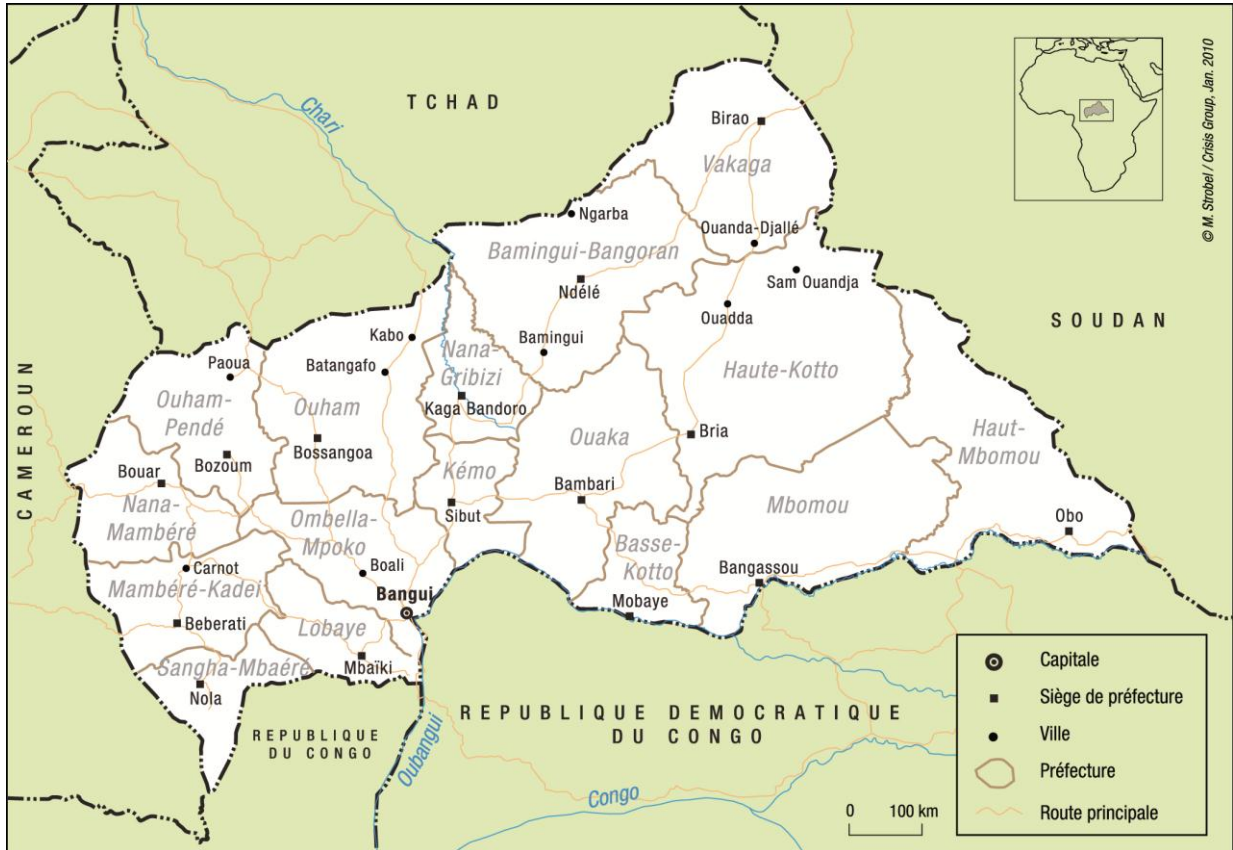 TCHAD
Chari
© M. Strobel / Crisis Group, Jan. 2010
Birao
Vakaga
Ngarba
Ouanda-Djallé
Bamingui-Bangoran
Sam Ouandja
Ndélé
Ouadda
SOUDAN
Kabo
Bamingui
Nana-
Gribizi
Paoua
Batangafo
Haute-Kotto
CAMEROUN
Ouham-
Pendé
Ouham
Kaga Bandoro
Ouaka
Bria
Haut-
Mbomou
Bossangoa
Bozoum
Bouar
Kémo
Bambari
Mbomou
Nana-
Mambéré
Sibut
Ombella-
Mpoko
Obo
Basse-
Kotto
Carnot
Boali
Bangassou
Mambéré-Kadei
Bangui
Mobaye
Beberati
Lobaye
Mbaïki
Sangha-Mbaéré
Nola
REPUBLIQUE
DU CONGO
Oubangui
REPUBLIQUE DEMOCRATIQUE
DU CONGO
Congo
0 100 km
Capitale
Siège de préfecture
Ville
Préfecture
Route principale